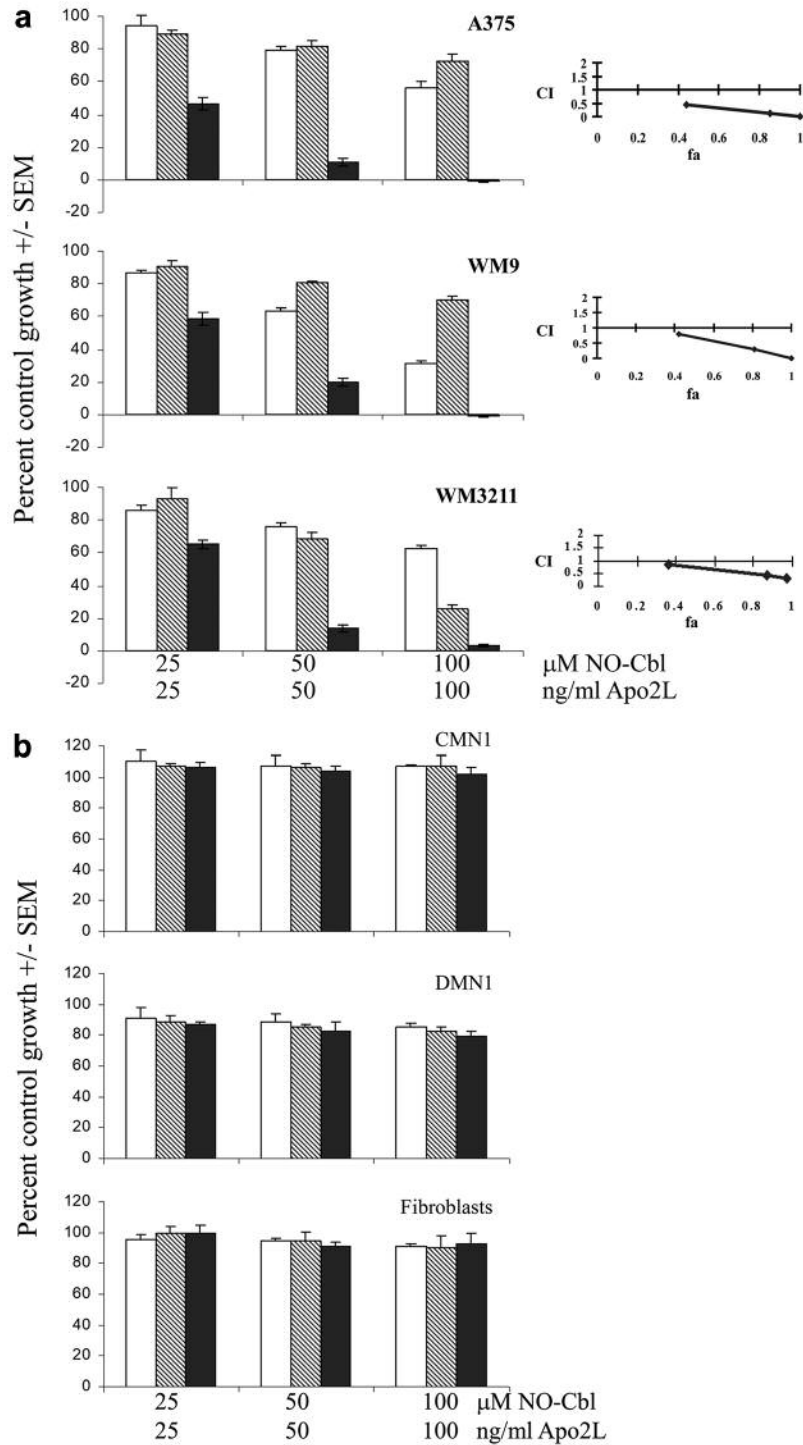 a
Percent control growth +/- SEM
A375
100
80
60
40
20
0
-20
CI
2
1.5
1
0.5
0
0 0.2 0.4 0.6 0.8 1
fa
WM9
100
80
60
40
20
0
-20
CI
2
1.5
1
0.5
0
0 0.2 0.4 0.6 0.8 1
fa
WM3211
100
80
60
40
20
0
-20
CI
2
1.5
1
0.5
0
0 0.2 0.4 0.6 0.8 1
fa
25 50 100 μM NO-Cbl
25 50 100 ng/ml Apo2L
b
Percent control growth +/- SEM
CMN1
120
100
80
60
40
20
0
DMN1
120
100
80
60
40
20
0
Fibroblasts
120
100
80
60
40
20
0
25 50 100 μM NO-Cbl
25 50 100 ng/ml Apo2L